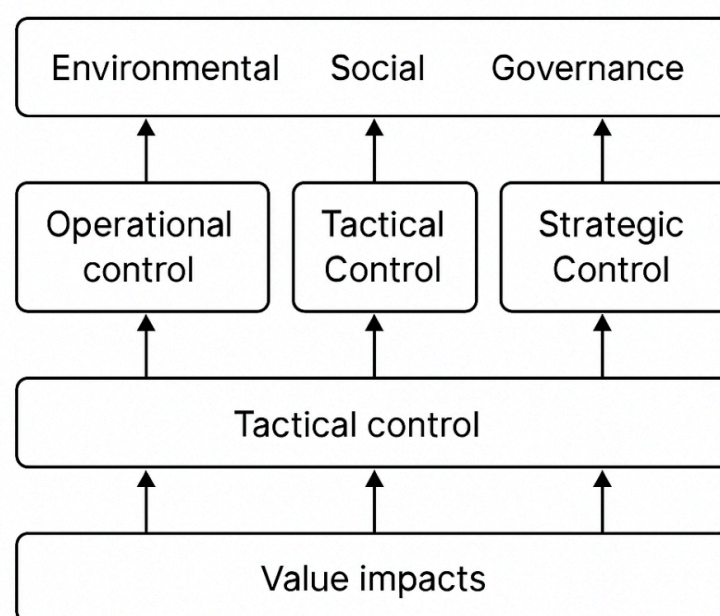 Environmental Social Governance
Operational
control
Tactical
Control
Strategic
Control
Tactical control
Value impacts